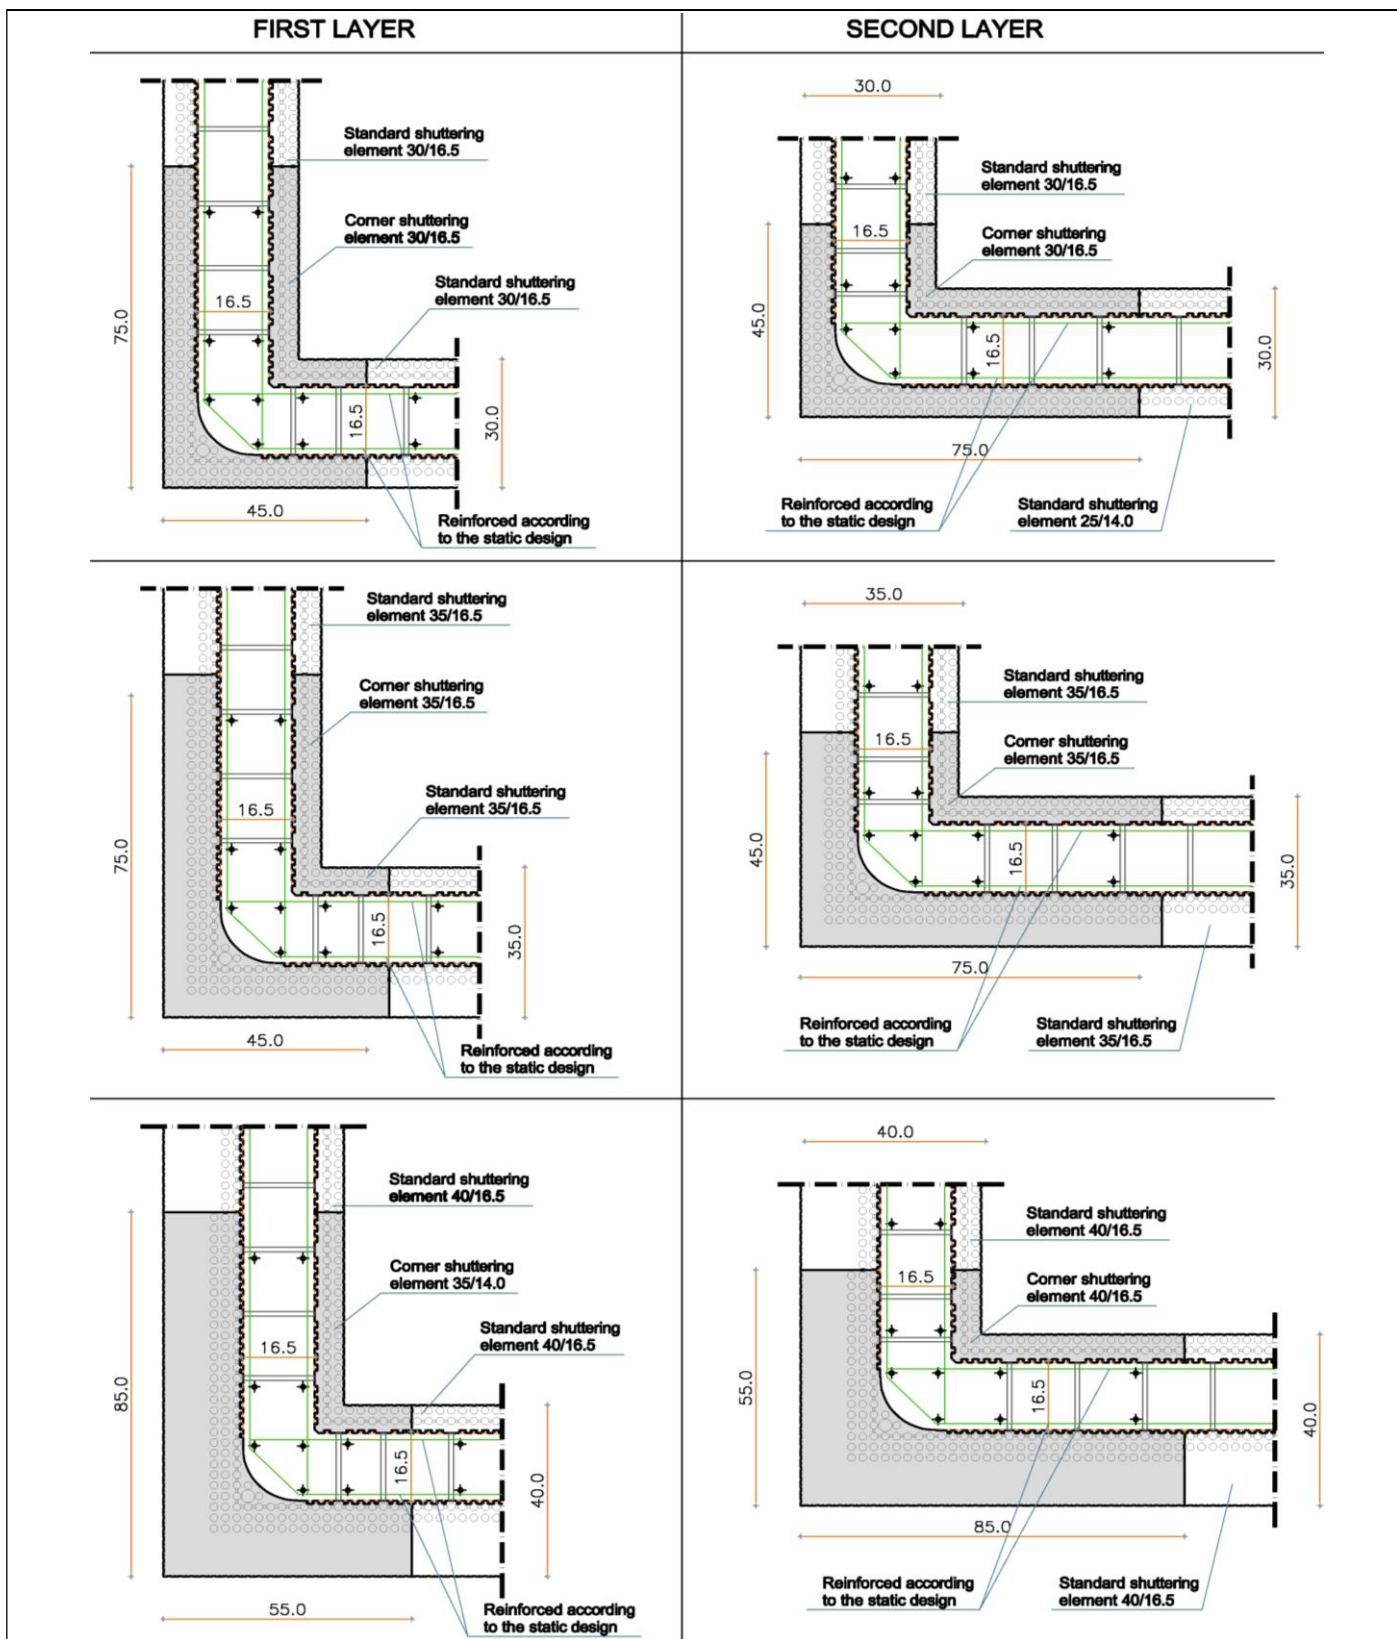 FIRST LAYER
SECOND LAYER
Standard shuttering
element 30/16.5
75.0
Corner shuttering
element 30/16.5
Standard shuttering
element 30/16.5
16.5
16.5
30.0
45.0
Reinforced according
to the static design
30.0
Standard shuttering
element 30/16.5
Corner shuttering
element 30/16.5
16.5
45.0
16.5
30.0
75.0
Reinforced according
to the static design
Standard shuttering
element 25/14.0
Standard shuttering
element 35/16.5
Corner shuttering
element 35/16.5
Standard shuttering
element 35/16.5
16.5
75.0
16.5
35.0
45.0
Reinforced according
to the static design
35.0
Standard shuttering
element 35/16.5
Corner shuttering
element 35/16.5
16.5
45.0
16.5
35.0
75.0
Reinforced according
to the static design
Standard shuttering
element 35/16.5
Standard shuttering
element 40/16.5
Corner shuttering
element 35/14.0
Standard shuttering
element 40/16.5
16.5
85.0
16.5
40.0
55.0
Reinforced according
to the static design
40.0
Standard shuttering
element 40/16.5
Corner shuttering
element 40/16.5
16.5
55.0
16.5
40.0
85.0
Reinforced according
to the static design
Standard shuttering
element 40/16.5